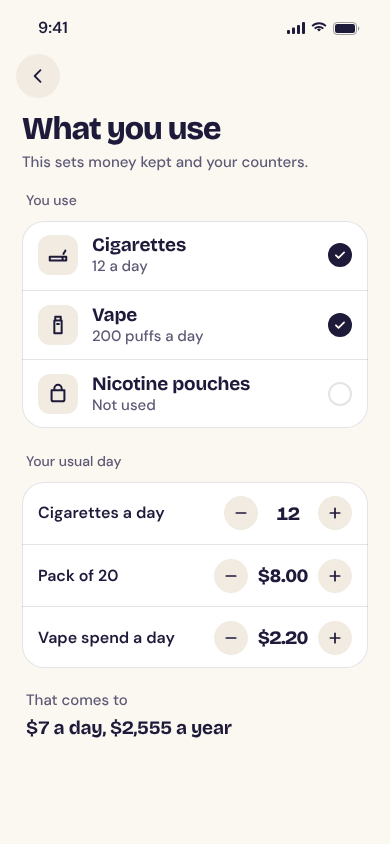 9:41
What you use
This sets money kept and your counters.
You use
Cigarettes
12 a day
Vape
200 puffs a day
Nicotine pouches
Not used
Your usual day
Cigarettes a day − 12 +
Pack of 20 − $8.00 +
Vape spend a day − $2.20 +
That comes to
$7 a day, $2,555 a year